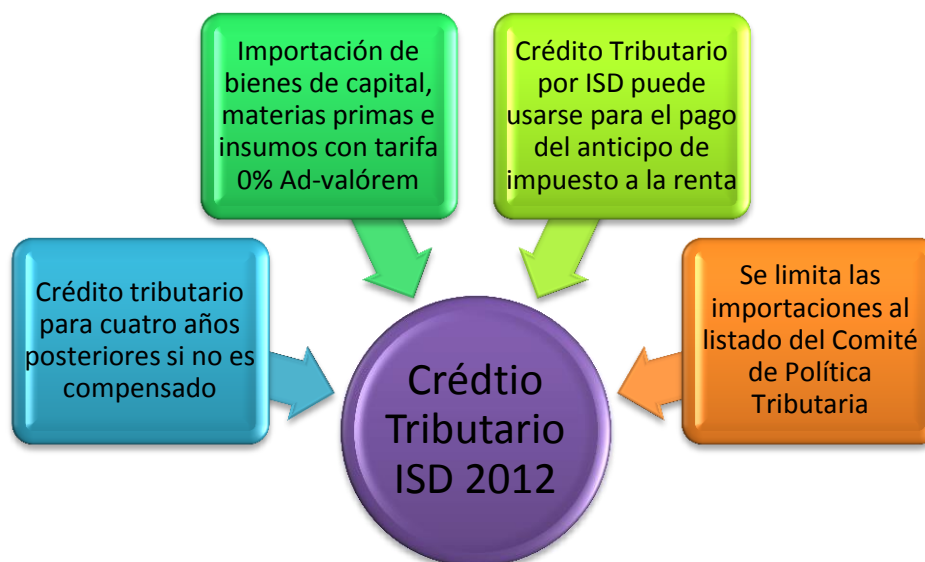 Importación de
bienes de capital,
materias primas e
insumos con tarifa
0% Ad-valórem
Crédito Tributario
por ISD puede
usarse para el pago
del anticipo de
impuesto a la renta
Crédito tributario
para cuatro años
posteriores si no es
compensado
Se limita las
importaciones al
listado del Comité
de Política
Tributaria
Crédtio
Tributario
ISD 2012